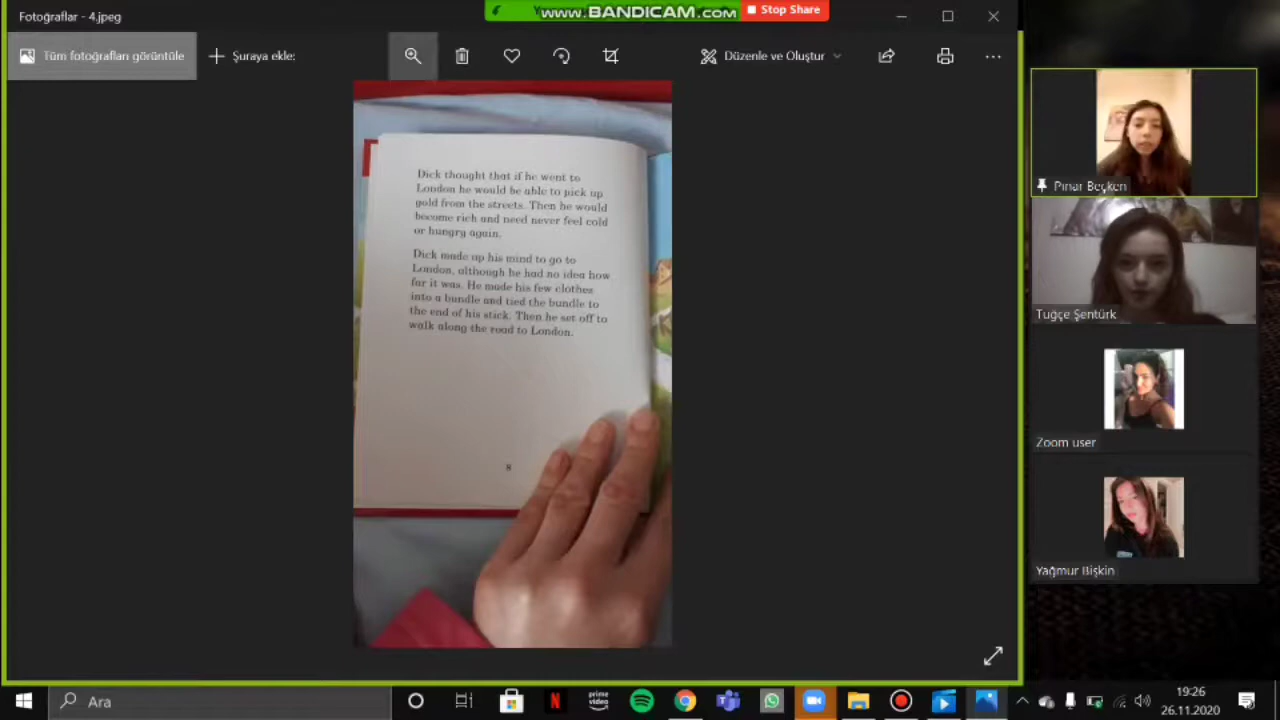 Fotoğraflar - 4.jpeg
www.BANDICAM.com
Stop Share
Tüm fotoğrafları görüntüle
Şuraya ekle:
Düzenle ve Oluştur
Dick thought that if he went to
London he would be able to pick up
gold from the streets. Then he would
become rich and need never feel cold
or hungry again.
Dick made up his mind to go to
London, although he had no idea how
far it was. He made his few clothes
into a bundle and tied the bundle to
the end of his stick. Then he set off to
walk along the road to London.
8
Pınar Beçken
Tuğçe Şentürk
Zoom user
Yağmur Bişkin
Ara
prime
video
19:26
26.11.2020